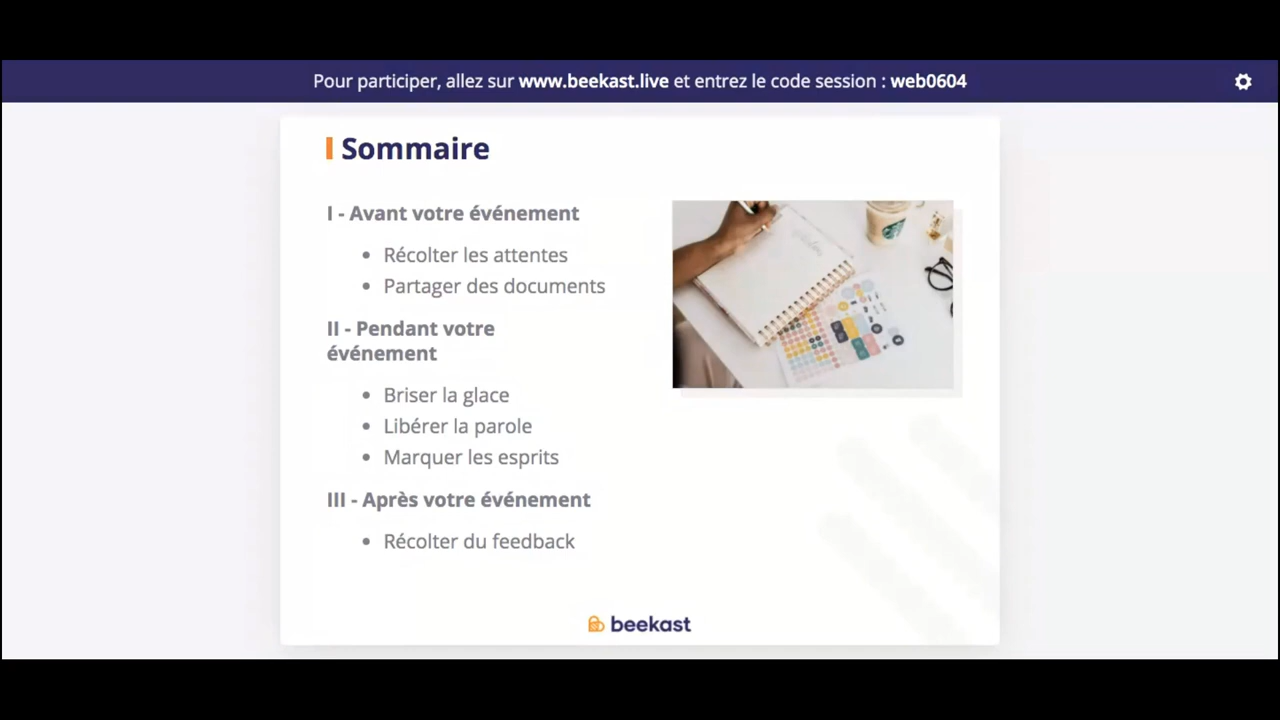 Pour participer, allez sur www.beekast.live et entrez le code session : web0604
Sommaire
I - Avant votre événement
• Récolter les attentes
• Partager des documents
II - Pendant votre
événement
• Briser la glace
• Libérer la parole
• Marquer les esprits
III - Après votre événement
• Récolter du feedback
beekast